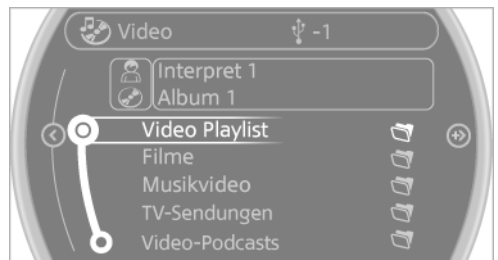 Video -1
Interpret 1
Album 1
Video Playlist
Filme
Musikvideo
TV-Sendungen
Video-Podcasts